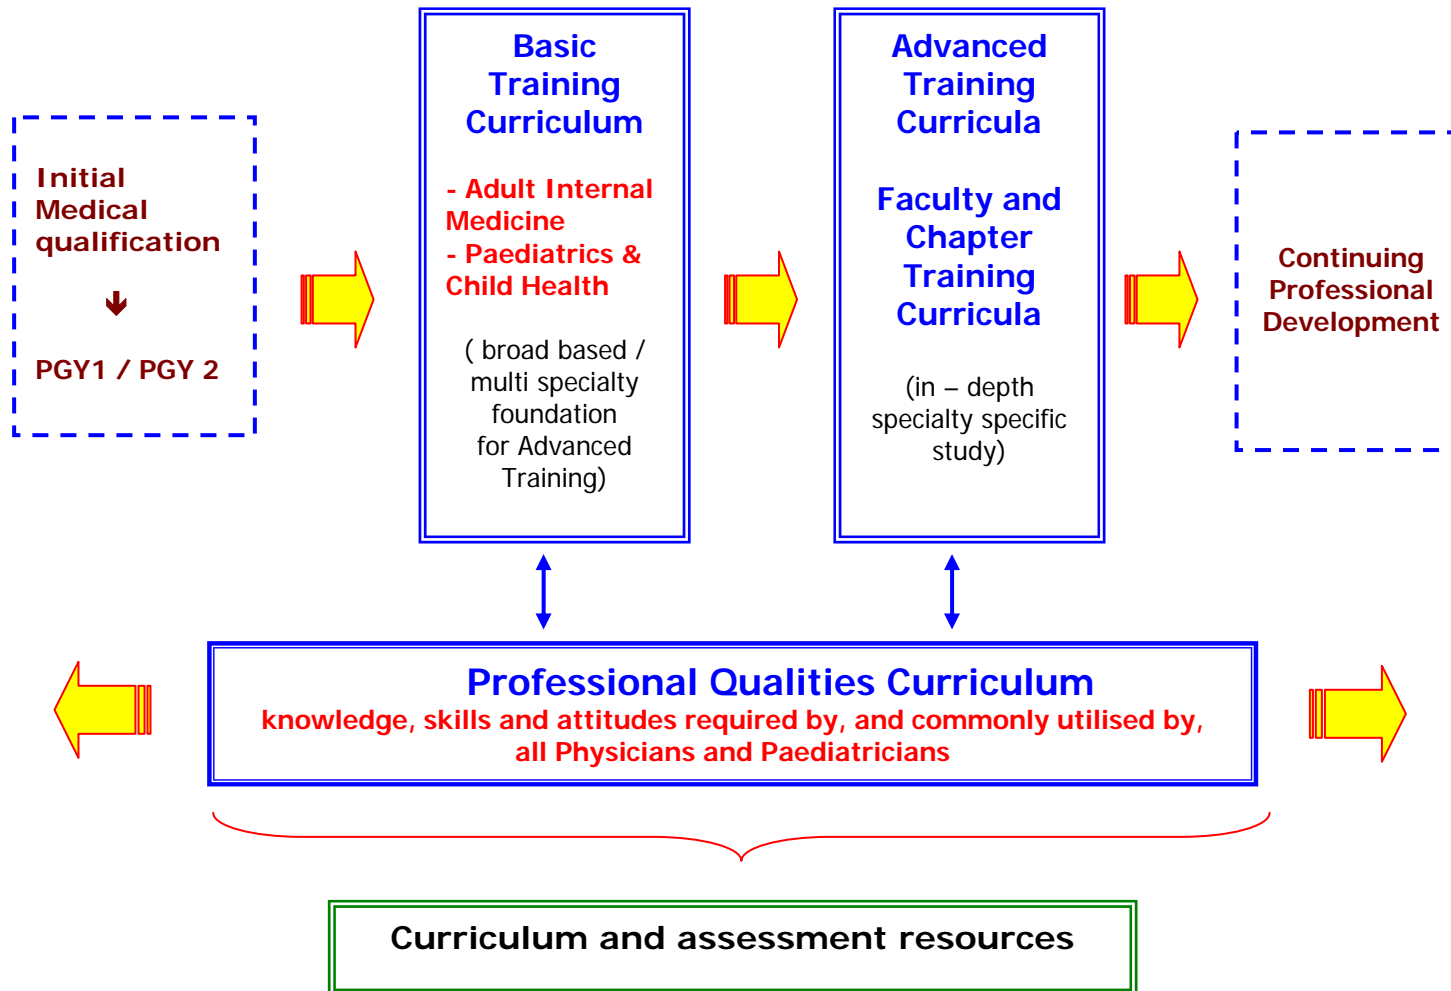 Initial
Medical
qualification
PGY1 / PGY 2
Basic
Training
Curriculum
- Adult Internal
Medicine
- Paediatrics &
Child Health
( broad based /
multi specialty
foundation
for Advanced
Training)
Advanced
Training
Curricula
Faculty and
Chapter
Training
Curricula
(in – depth
specialty specific
study)
Continuing
Professional
Development
Professional Qualities Curriculum
knowledge, skills and attitudes required by, and commonly utilised by,
all Physicians and Paediatricians
Curriculum and assessment resources